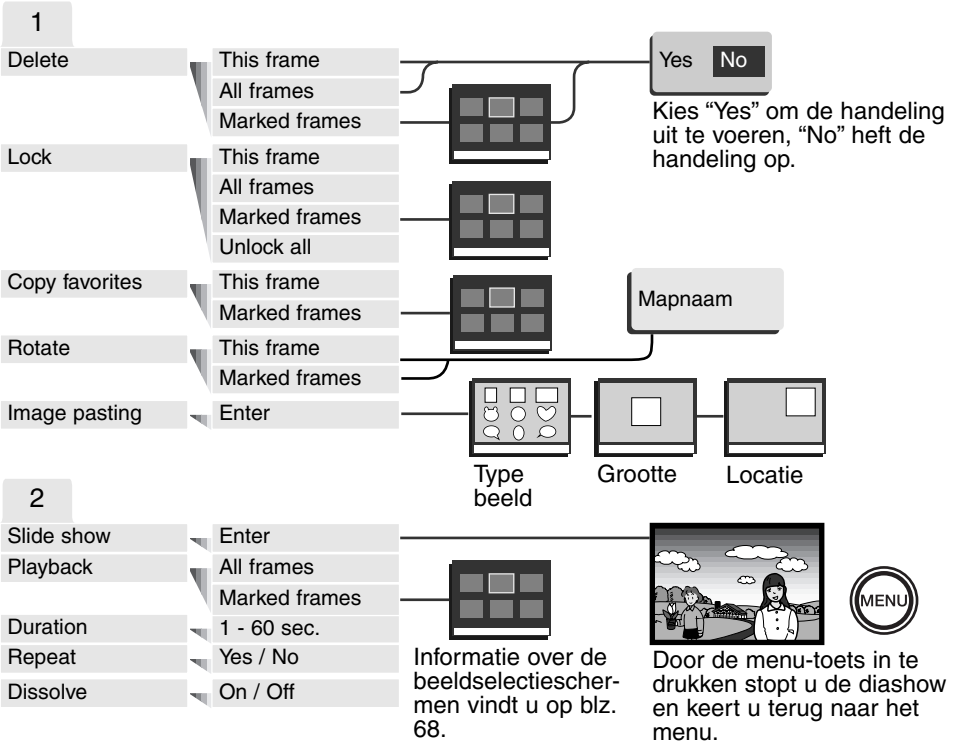 1
Delete
This frame
All frames
Marked frames
Yes No
Kies “Yes” om de handeling
uit te voeren, “No” heft de
handeling op.
Lock
This frame
All frames
Marked frames
Unlock all
Copy favorites
This frame
Marked frames
Mapnaam
Rotate
This frame
Marked frames
Image pasting
Enter
Type
beeld
Grootte
Locatie
2
Slide show
Enter
Playback
All frames
Marked frames
Duration
1 - 60 sec.
Repeat
Yes / No
Dissolve
On / Off
Informatie over de
beeldselectiescher-
men vindt u op blz.
68.
MENU
Door de menu-toets in te
drukken stopt u de diashow
en keert u terug naar het
menu.